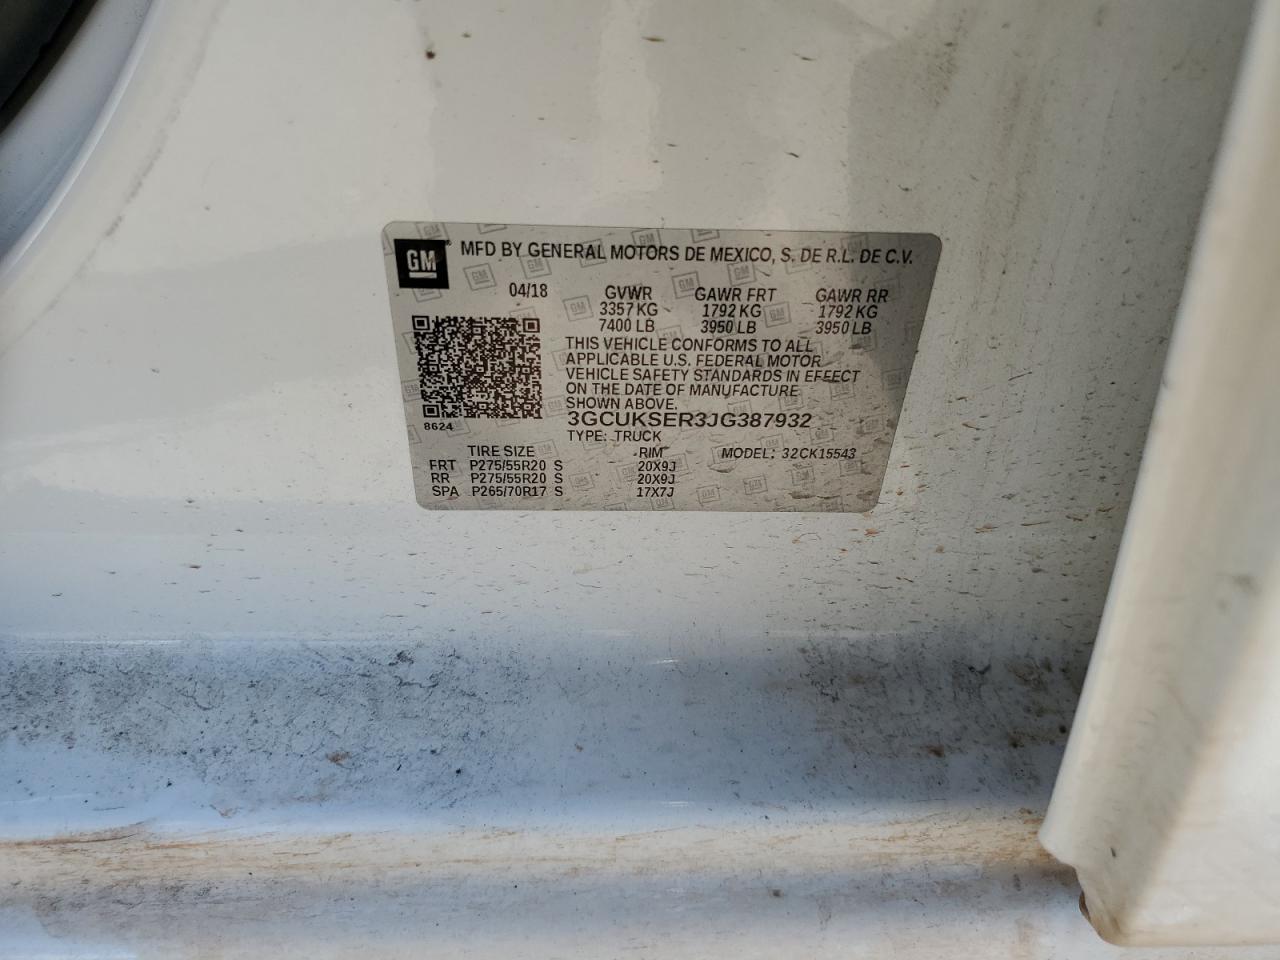 GM MFD BY GENERAL MOTORS DE MEXICO, S. DE R.L. DE C.V.
04/18 GVWR GAWR FRT GAWR RR
3357 KG 1792 KG 1792 KG
7400 LB 3950 LB 3950 LB
THIS VEHICLE CONFORMS TO ALL
APPLICABLE U.S. FEDERAL MOTOR
VEHICLE SAFETY STANDARDS IN EFFECT
ON THE DATE OF MANUFACTURE
SHOWN ABOVE.
3GCUKSER3JG387932
8624
TYPE: TRUCK
TIRE SIZE RIM MODEL: 32CK15543
FRT P275/55R20 S 20X9J
RR P275/55R20 S 20X9J
SPA P265/70R17 S 17X7J